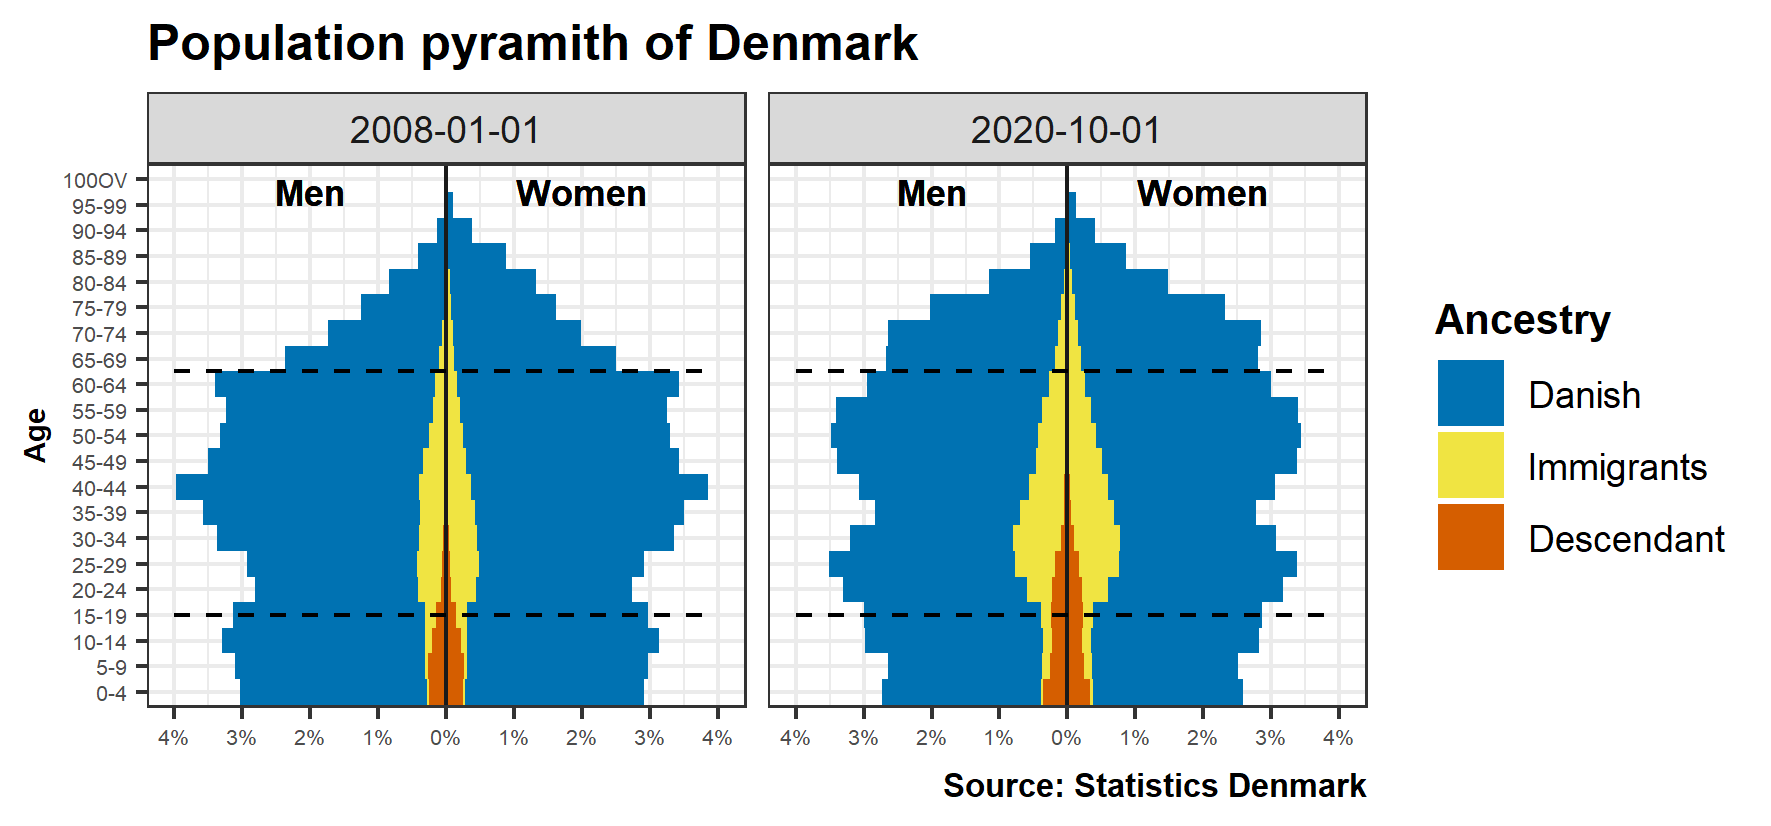 Population pyramith of Denmark
2008-01-01
2020-10-01
Men
Women
Men
Women
100OV
95-99
90-94
85-89
80-84
75-79
70-74
65-69
60-64
55-59
50-54
45-49
40-44
35-39
30-34
25-29
20-24
15-19
10-14
5-9
0-4
Age
4% 3% 2% 1% 0% 1% 2% 3% 4%
4% 3% 2% 1% 0% 1% 2% 3% 4%
Source: Statistics Denmark
Ancestry
Danish
Immigrants
Descendant